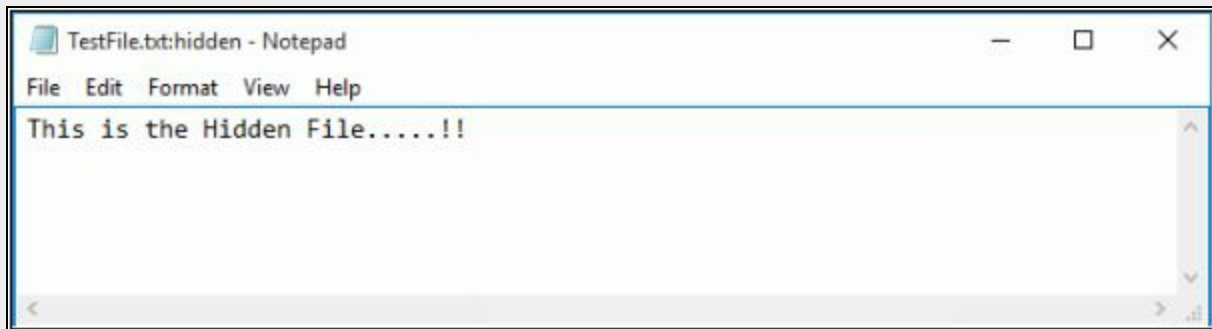 TestFile.txt:hidden - Notepad
File Edit Format View Help
This is the Hidden File.....!!